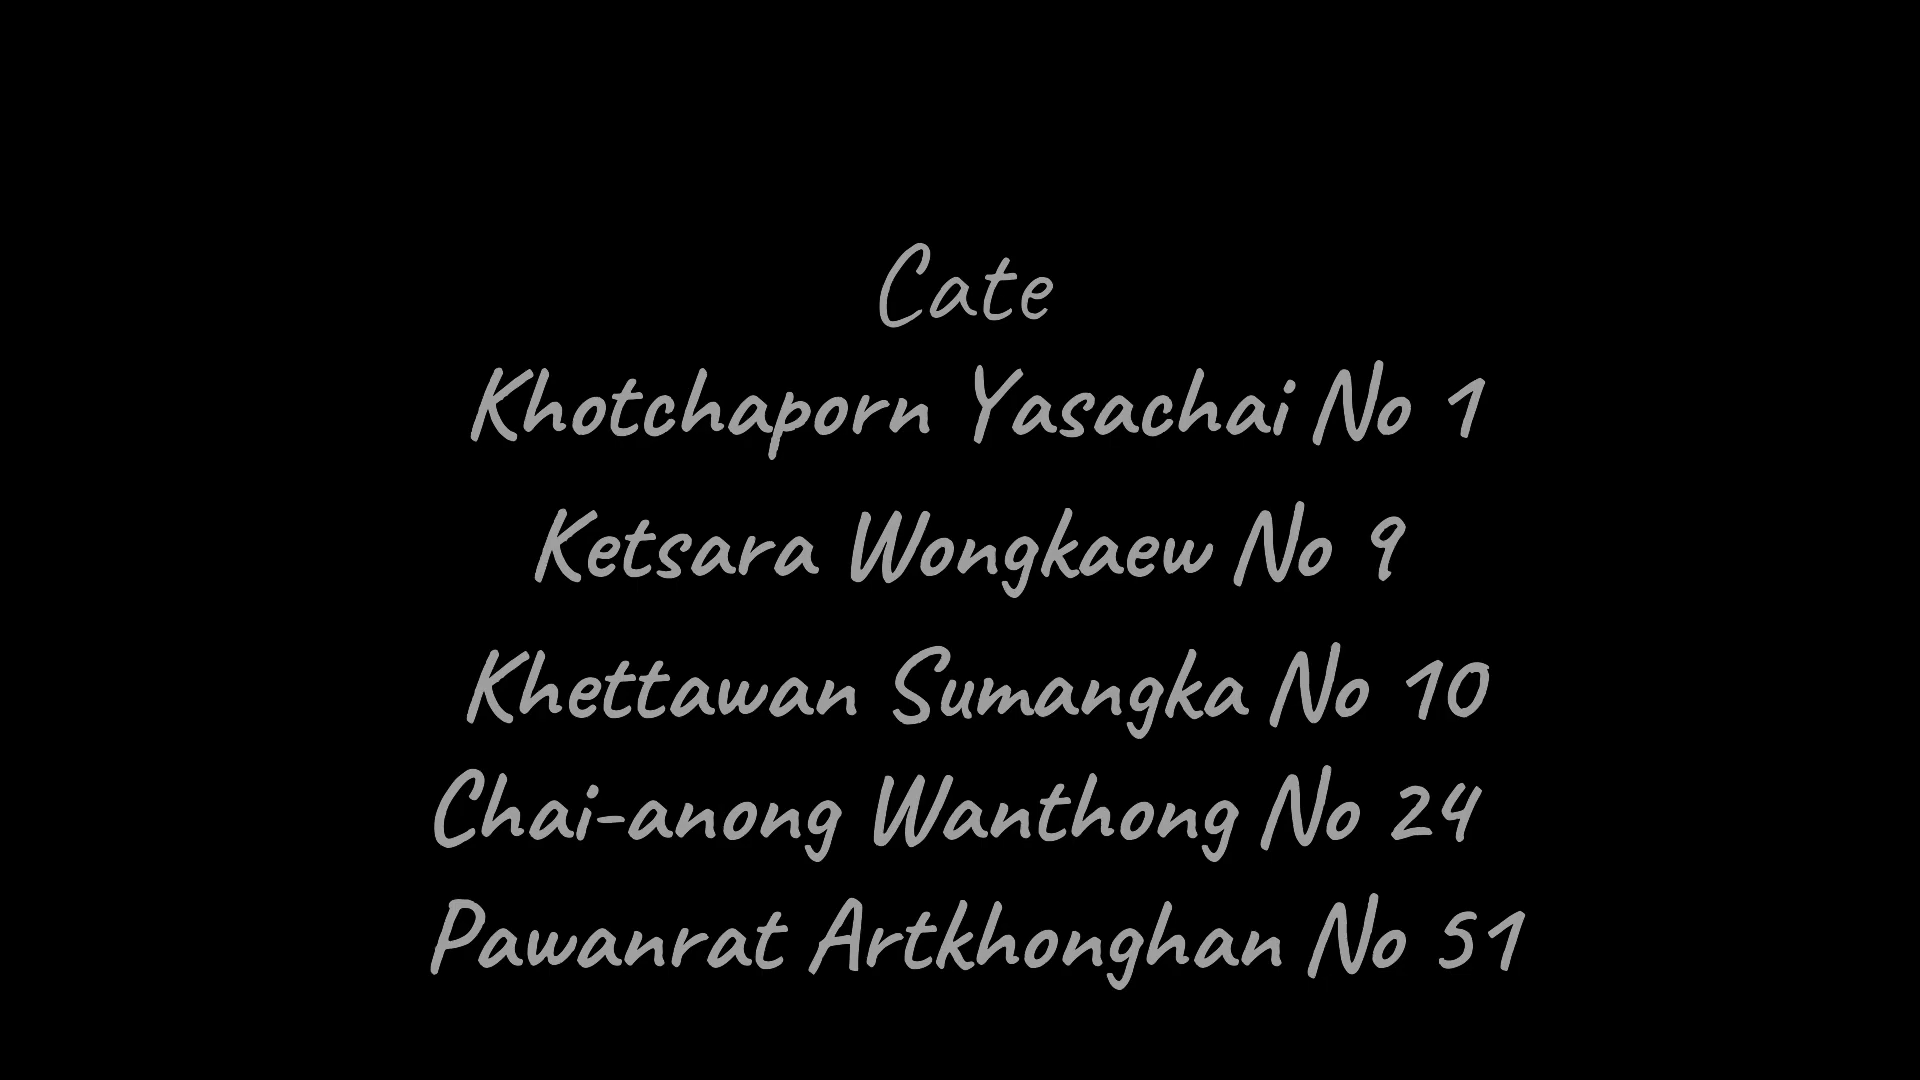 Cate
Khotchaporn Yasachai No 1
Ketsara Wongkaew No 9
Khettawan Sumangka No 10
Chai-anong Wanthong No 24
Pawanrat Artkhonghan No 51